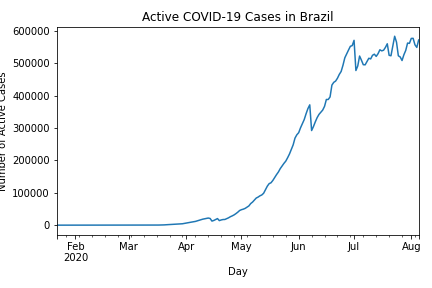 Active COVID-19 Cases in Brazil
Number of Active Cases
600000
500000
400000
300000
200000
100000
0
Feb
2020
Mar
Apr
May
Jun
Jul
Aug
Day